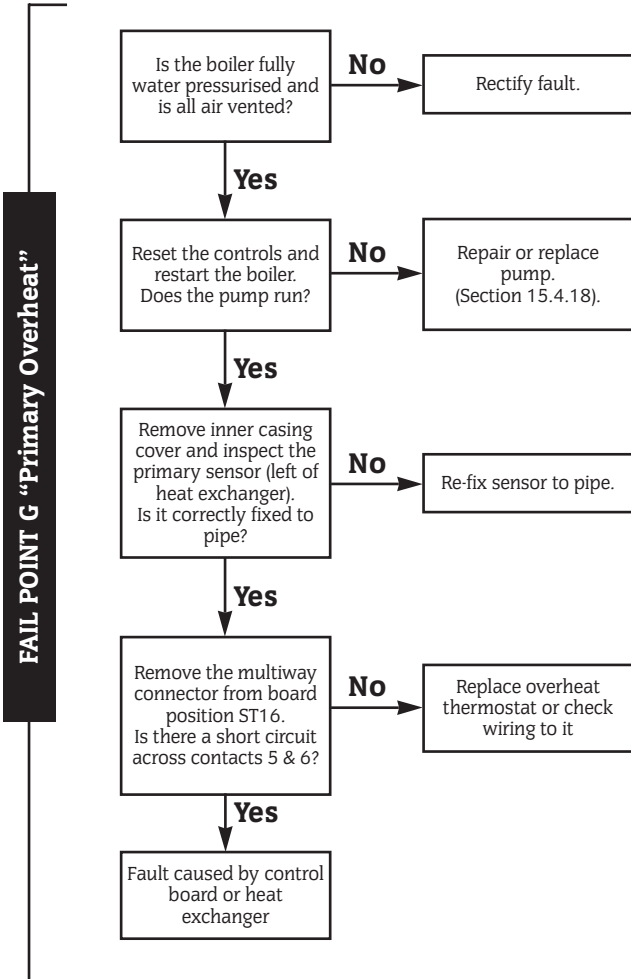 FAIL POINT G “Primary Overheat”
Is the boiler fully
water pressurised and
is all air vented?
No
Rectify fault.
Yes
Reset the controls and
restart the boiler.
Does the pump run?
No
Repair or replace
pump.
(Section 15.4.18).
Yes
Remove inner casing
cover and inspect the
primary sensor (left of
heat exchanger).
Is it correctly fixed to
pipe?
No
Re-fix sensor to pipe.
Yes
Remove the multiway
connector from board
position ST16.
Is there a short circuit
across contacts 5 & 6?
No
Replace overheat
thermostat or check
wiring to it
Yes
Fault caused by control
board or heat
exchanger